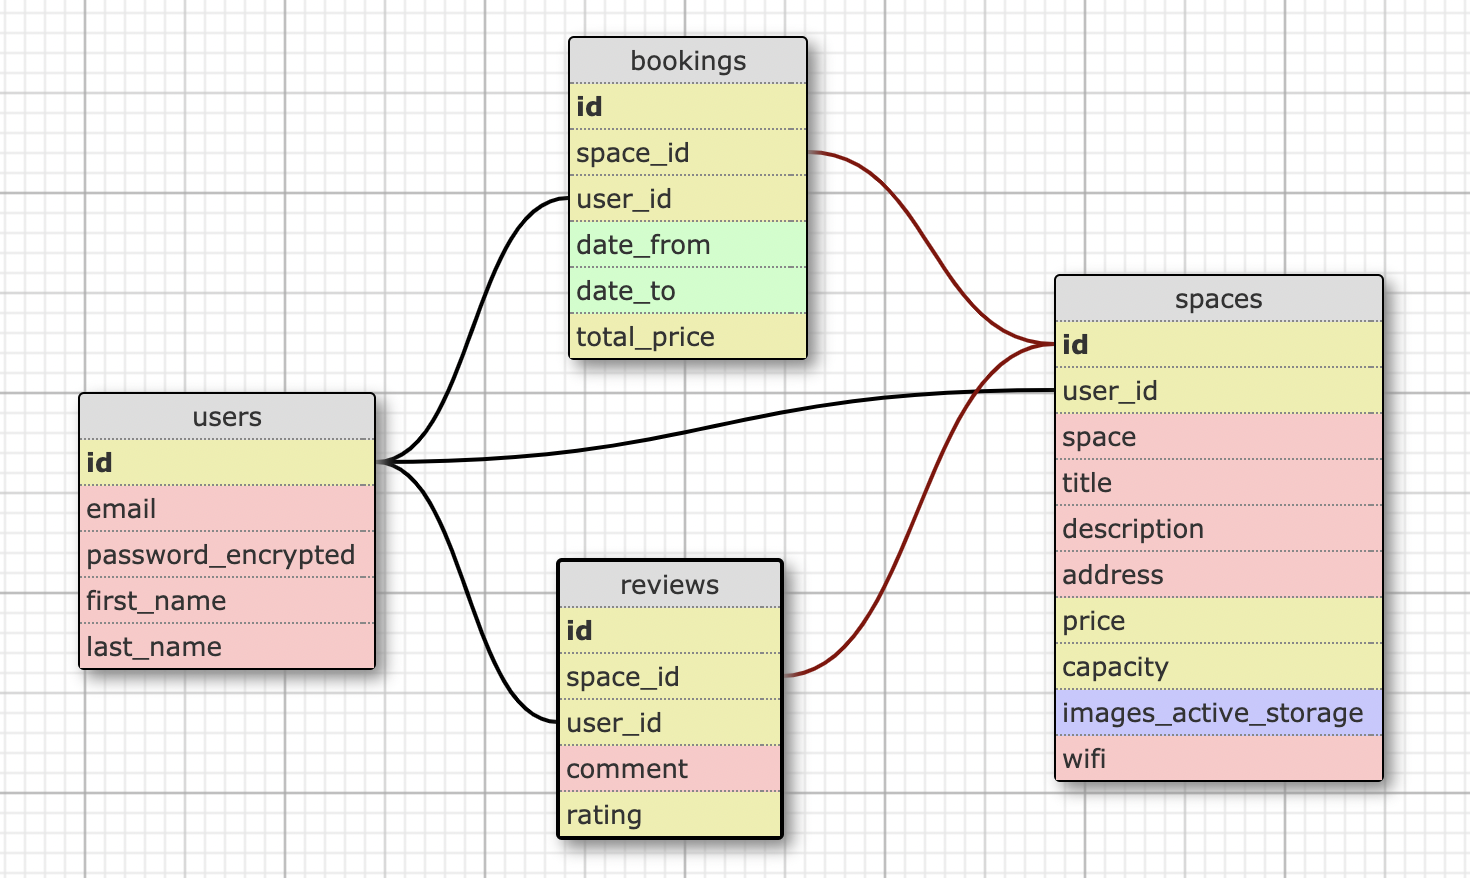 bookings
id
space_id
user_id
date_from
date_to
total_price
users
id
email
password_encrypted
first_name
last_name
reviews
id
space_id
user_id
comment
rating
spaces
id
user_id
space
title
description
address
price
capacity
images_active_storage
wifi